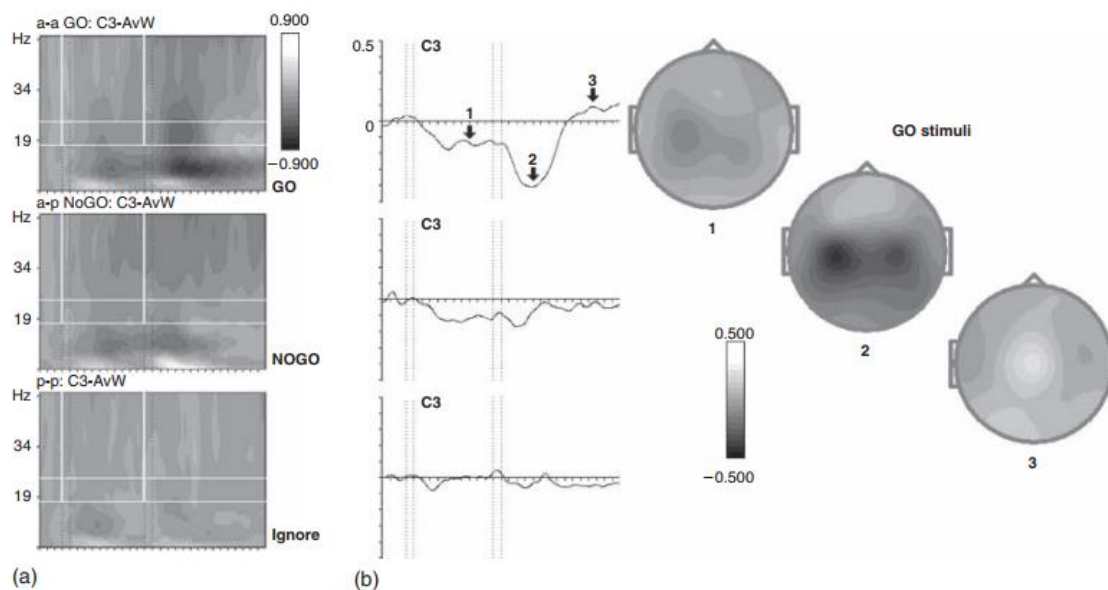 a-a GO: C3-AvW
Hz
34
19
0.900
−0.900
GO
a-p NoGO: C3-AvW
Hz
34
19
NOGO
p-p: C3-AvW
Hz
34
19
Ignore
(a)
0.5
0
C3
1
2
3
C3
C3
(b)
1
GO stimuli
2
0.500
−0.500
3